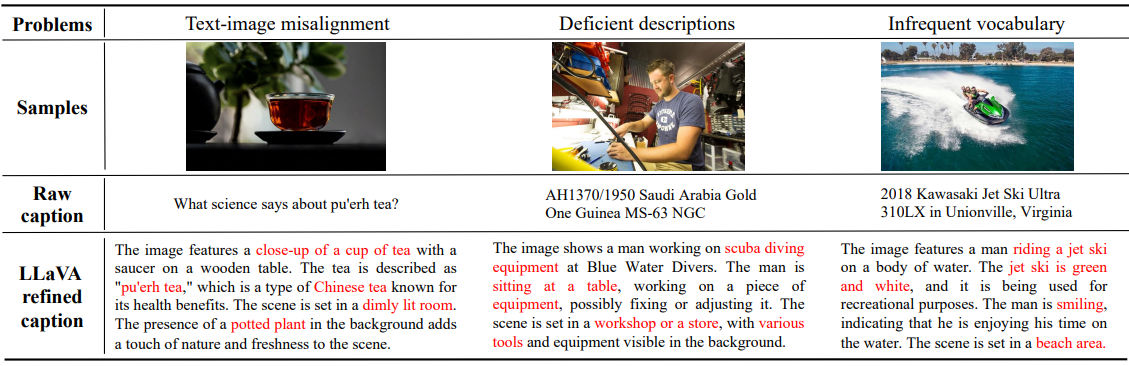 Problems Text-image misalignment Deficient descriptions Infrequent vocabulary
Samples
Raw caption
What science says about pu'erh tea?
AH1370/1950 Saudi Arabia Gold
One Guinea MS-63 NGC
2018 Kawasaki Jet Ski Ultra
310LX in Unionville, Virginia
LLaVA refined caption
The image features a close-up of a cup of tea with a
saucer on a wooden table. The tea is described as
"pu'erh tea," which is a type of Chinese tea known for
its health benefits. The scene is set in a dimly lit room.
The presence of a potted plant in the background adds
a touch of nature and freshness to the scene.
The image shows a man working on scuba diving
equipment at Blue Water Divers. The man is
sitting at a table, working on a piece of
equipment, possibly fixing or adjusting it. The
scene is set in a workshop or a store, with various
tools and equipment visible in the background.
The image features a man riding a jet ski
on a body of water. The jet ski is green
and white, and it is being used for
recreational purposes. The man is smiling,
indicating that he is enjoying his time on
the water. The scene is set in a beach area.